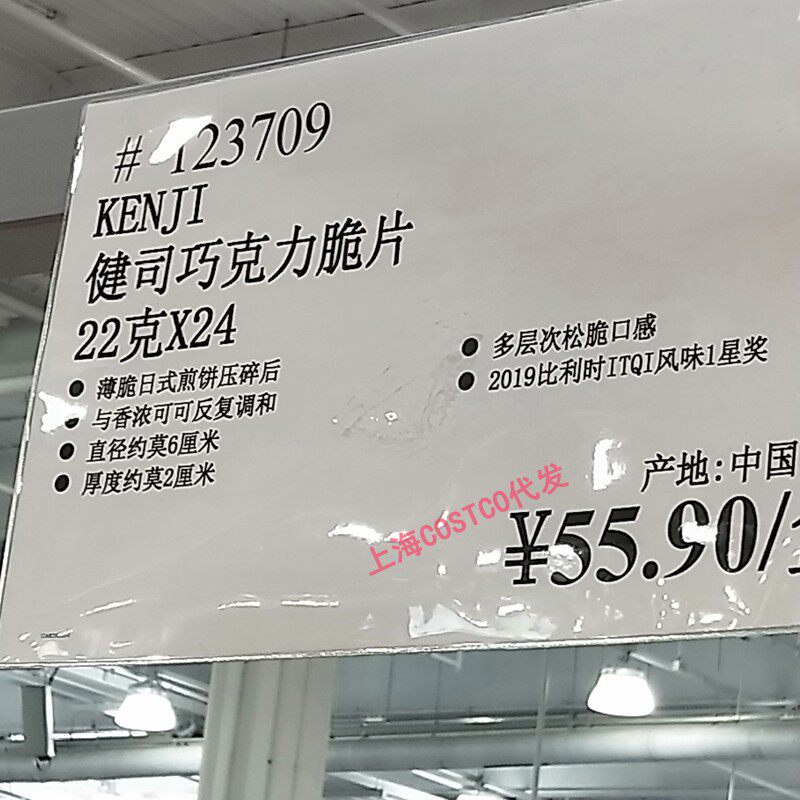 # 123709
KENJI
健司巧克力脆片
22克X24
● 薄脆日式煎饼压碎后
● 与香浓可可反复调和
● 直径约莫6厘米
● 厚度约莫2厘米
● 多层次松脆口感
● 2019比利时ITQI风味1星奖
产地:中国
¥55.90/
上海COSTCO代发